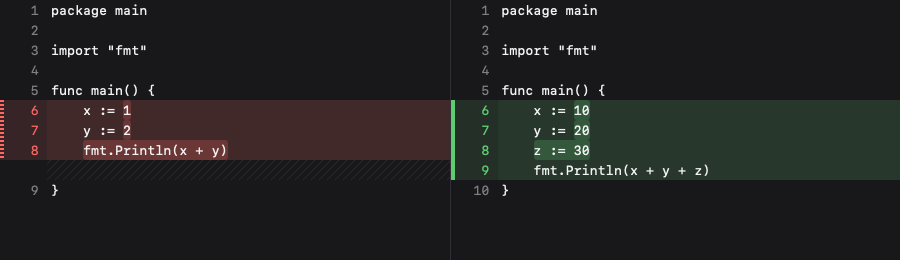 1 package main
2
3 import "fmt"
4
5 func main() {
6     x := 1
7     y := 2
8     fmt.Println(x + y)
9 }
1 package main
2
3 import "fmt"
4
5 func main() {
6     x := 10
7     y := 20
8     z := 30
9     fmt.Println(x + y + z)
10 }